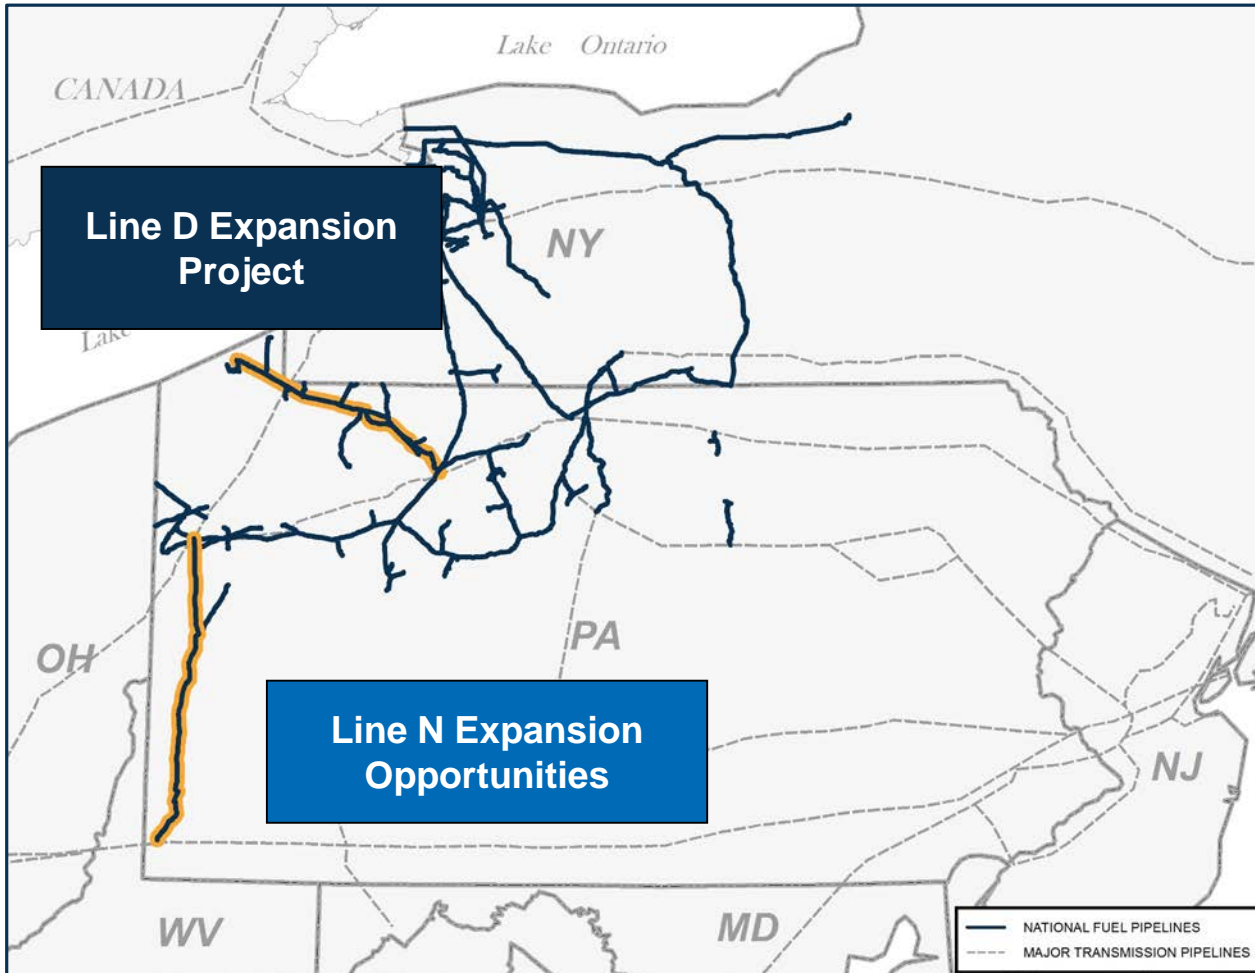 Lake Ontario
CANADA
Line D Expansion
Project
NY
Lake
OH
PA
Line N Expansion
Opportunities
NJ
WV
MD
NATIONAL FUEL PIPELINES
MAJOR TRANSMISSION PIPELINES